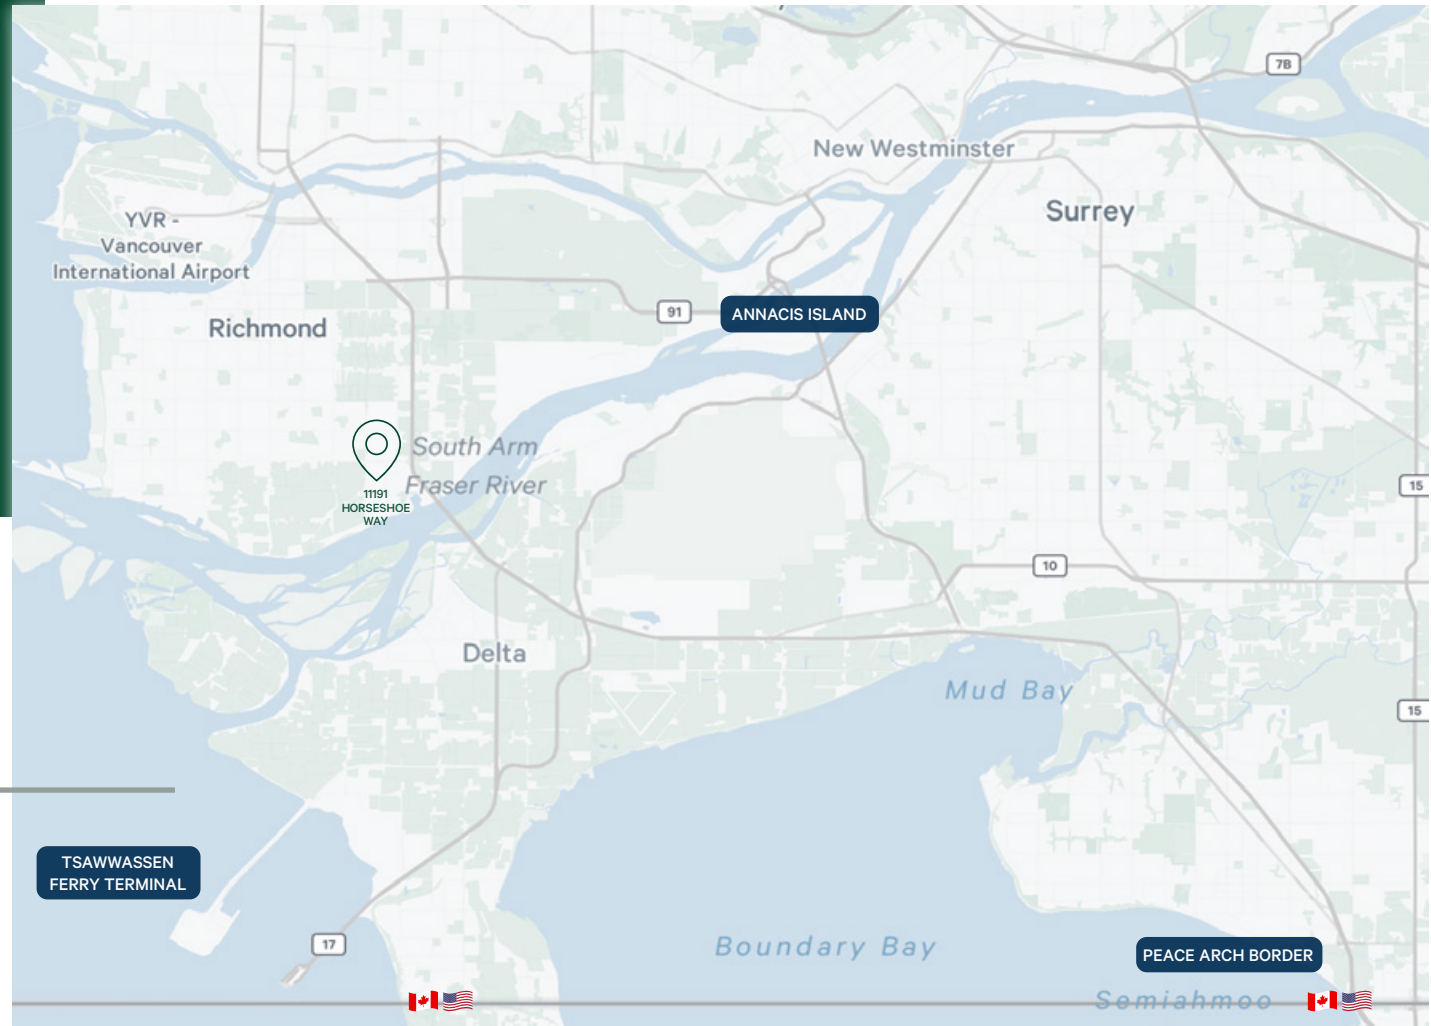 7B
New Westminster
Surrey
YVR -
Vancouver
International Airport
91
ANNACIS ISLAND
Richmond
South Arm
Fraser River
11191
HORSESHOE
WAY
15
10
Delta
Mud Bay
15
TSAWWASSEN
FERRY TERMINAL
17
Boundary Bay
PEACE ARCH BORDER
Semiahmoo